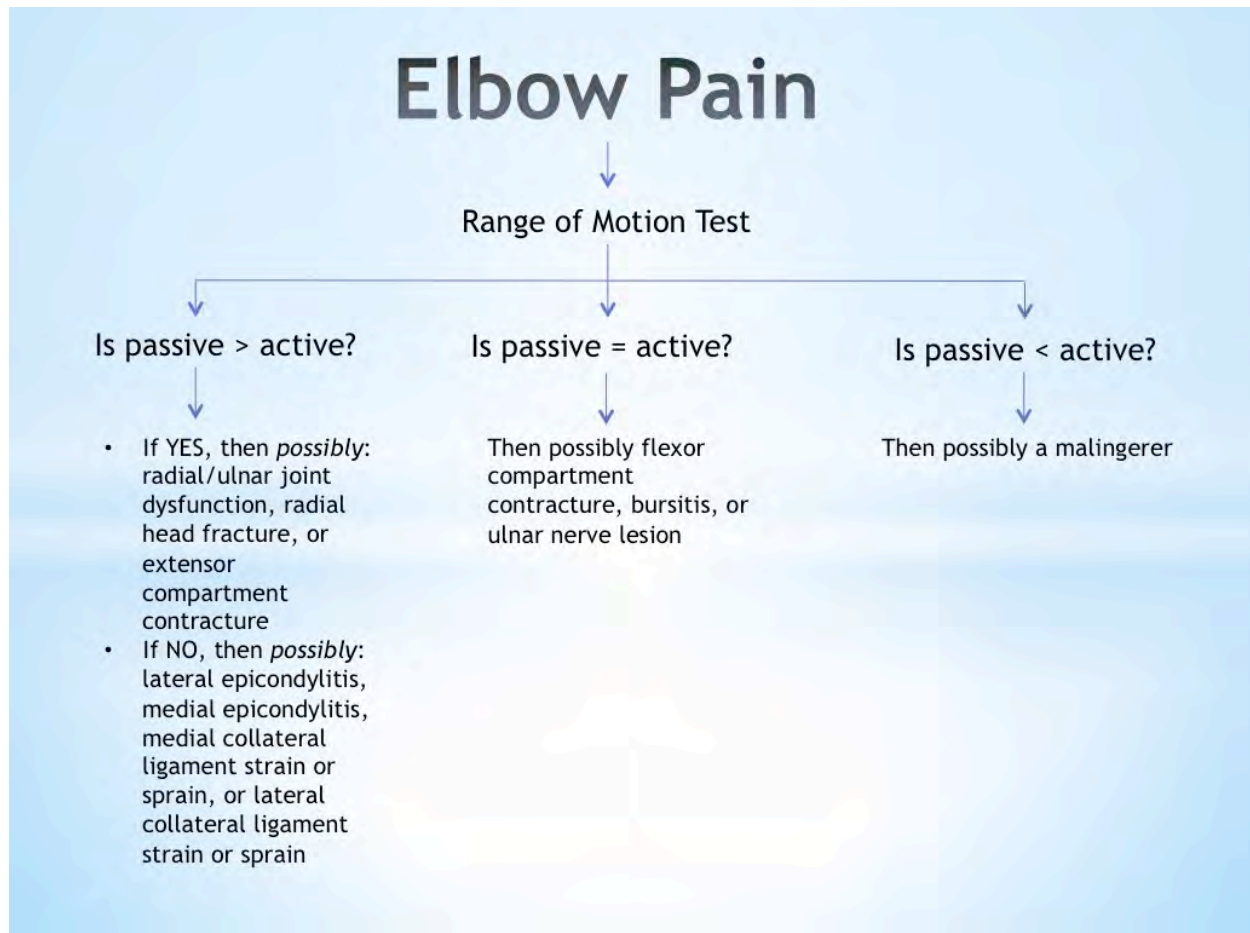 Elbow Pain
Range of Motion Test
Is passive > active?
Is passive = active?
Is passive < active?
• If YES, then possibly:
radial/ulnar joint
dysfunction, radial
head fracture, or
extensor
compartment
contracture
• If NO, then possibly:
lateral epicondylitis,
medial epicondylitis,
medial collateral
ligament strain or
sprain, or lateral
collateral ligament
strain or sprain
Then possibly flexor
compartment
contracture, bursitis, or
ulnar nerve lesion
Then possibly a malingerer